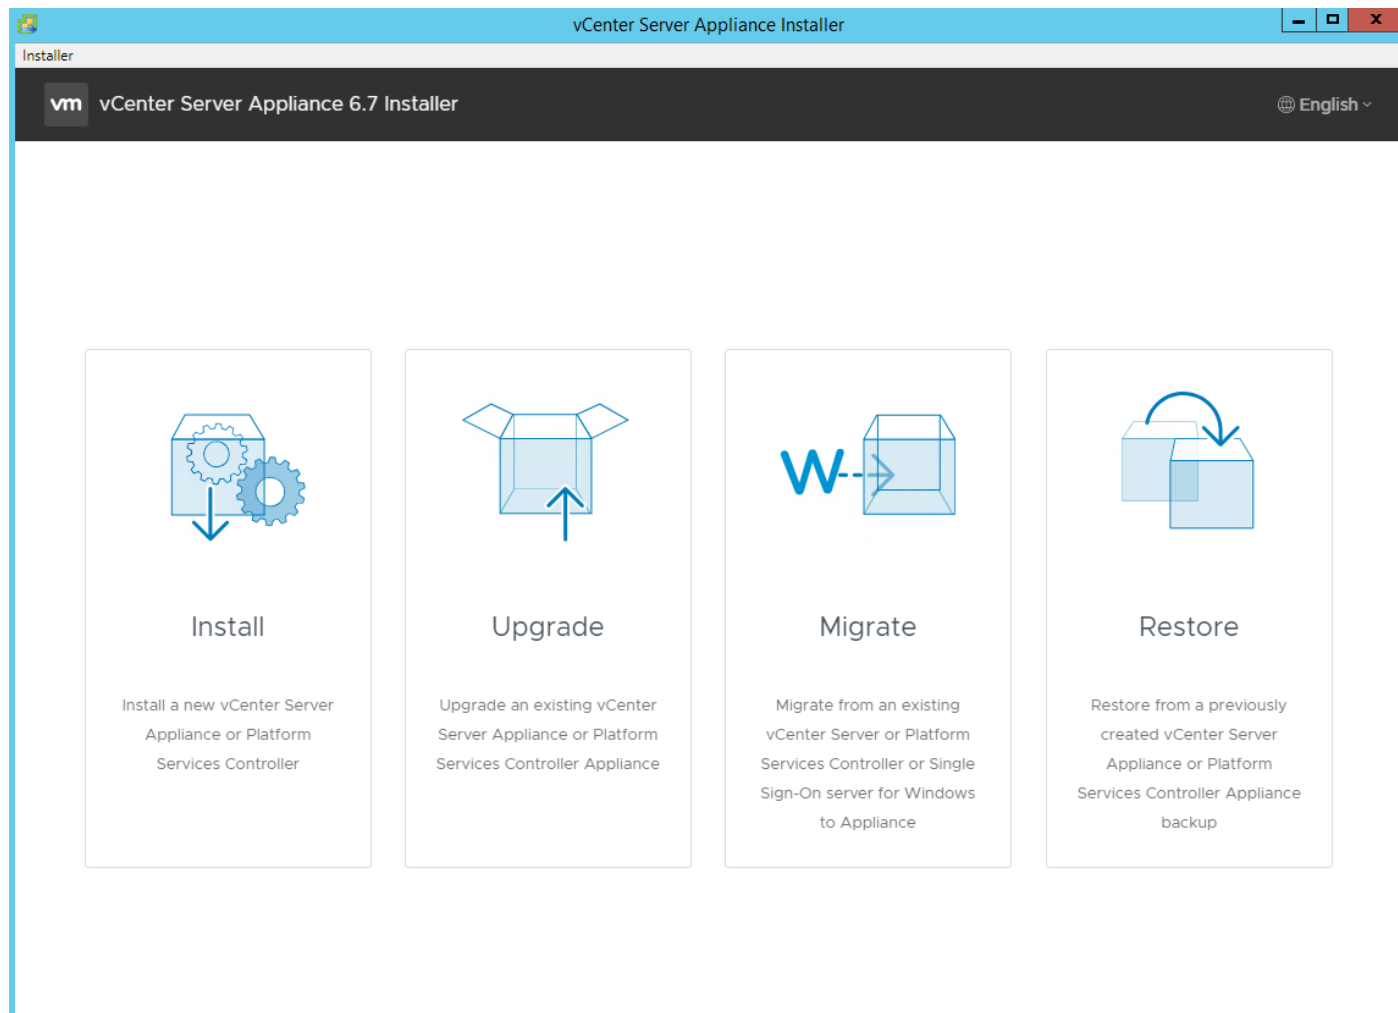 vCenter Server Appliance Installer
Installer
vm vCenter Server Appliance 6.7 Installer
English
Install
Install a new vCenter Server
Appliance or Platform
Services Controller
Upgrade
Upgrade an existing vCenter
Server Appliance or Platform
Services Controller Appliance
W
Migrate
Migrate from an existing
vCenter Server or Platform
Services Controller or Single
Sign-On server for Windows
to Appliance
Restore
Restore from a previously
created vCenter Server
Appliance or Platform
Services Controller Appliance
backup